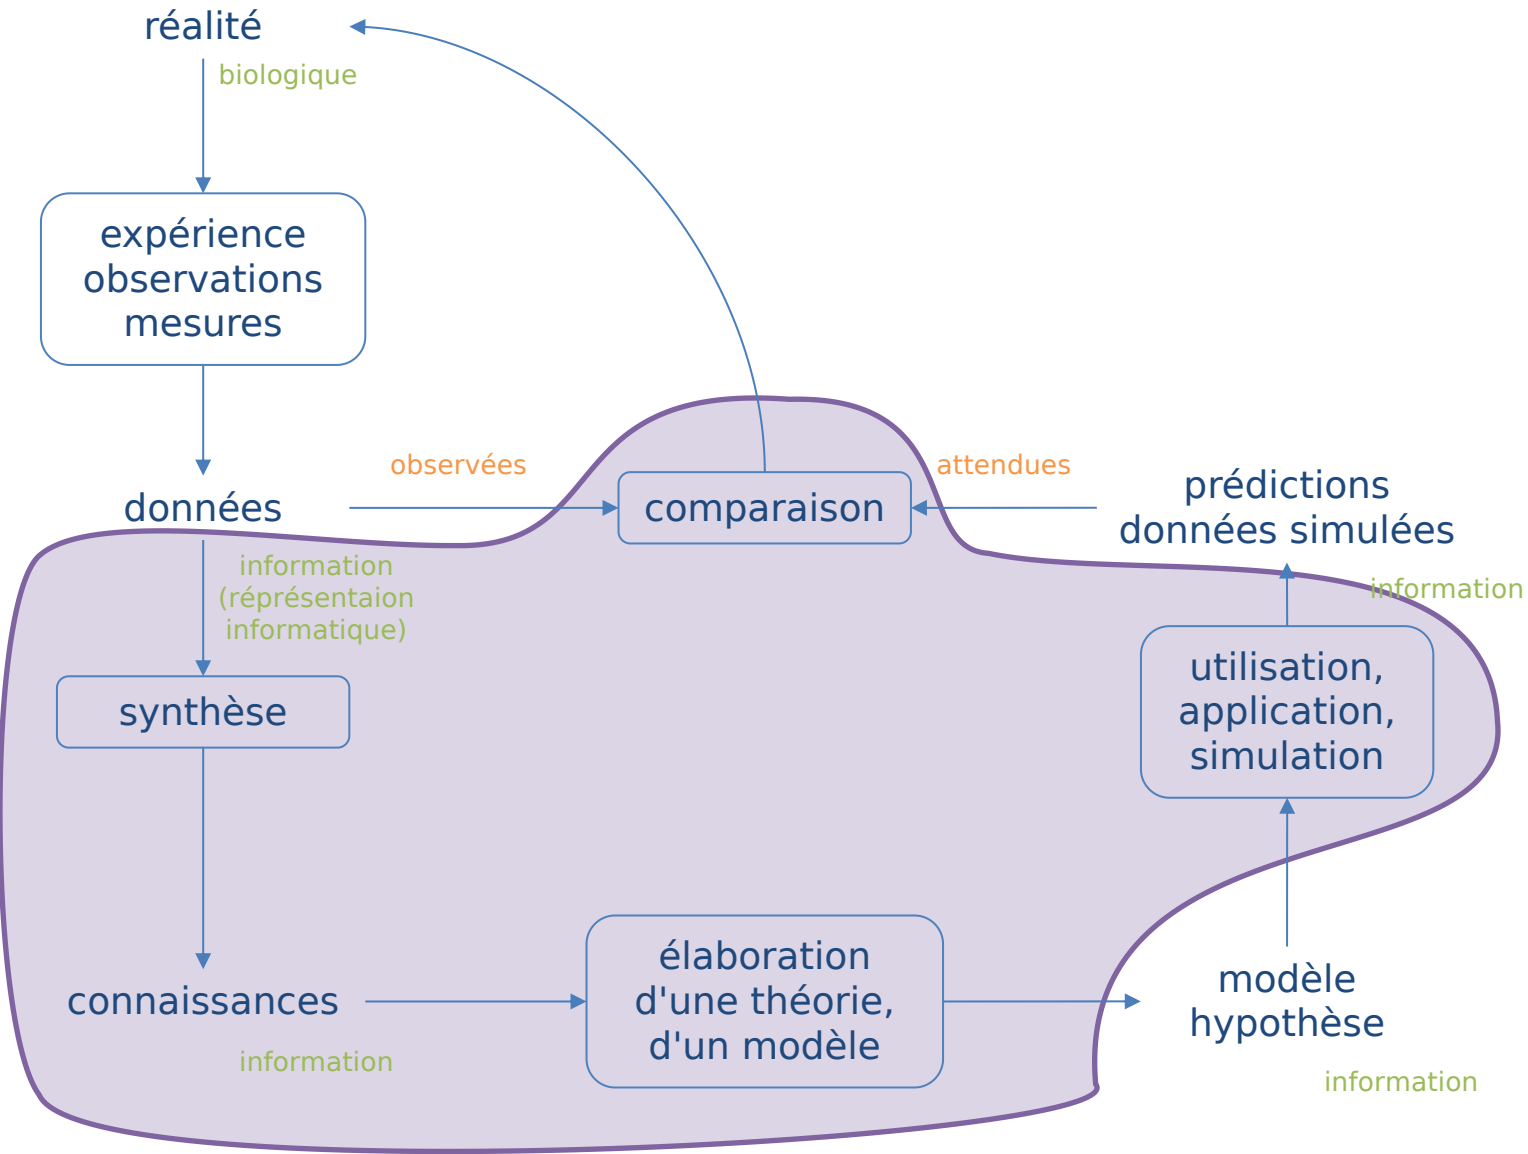 réalité
biologique
expérience
observations
mesures
observées
attendues
données
comparaison
prédictions
données simulées
information
(réprésentaion
informatique)
information
synthèse
utilisation,
application,
simulation
connaissances
élaboration
d'une théorie,
d'un modèle
modèle
hypothèse
information
information